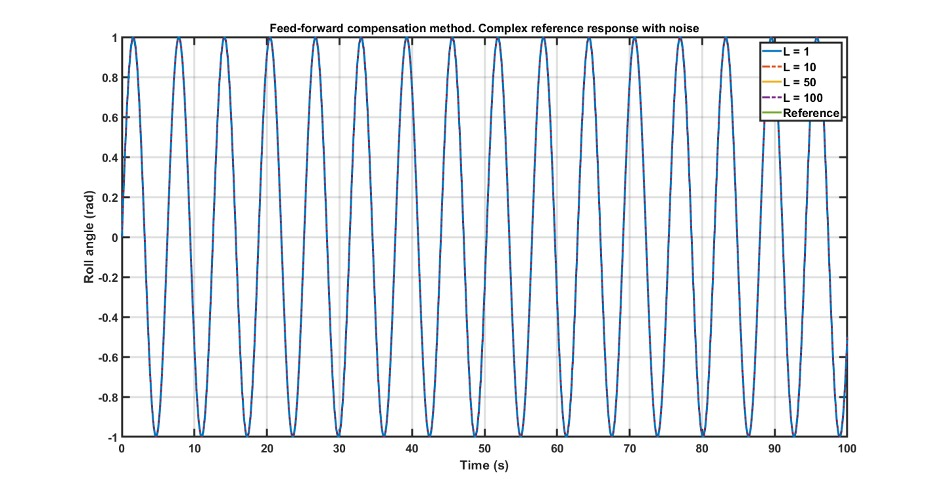 Feed-forward compensation method. Complex reference response with noise
1
0.8
0.6
0.4
0.2
0
-0.2
-0.4
-0.6
-0.8
-1
Roll angle (rad)
L = 1
L = 10
L = 50
L = 100
Reference
0 10 20 30 40 50 60 70 80 90 100
Time (s)